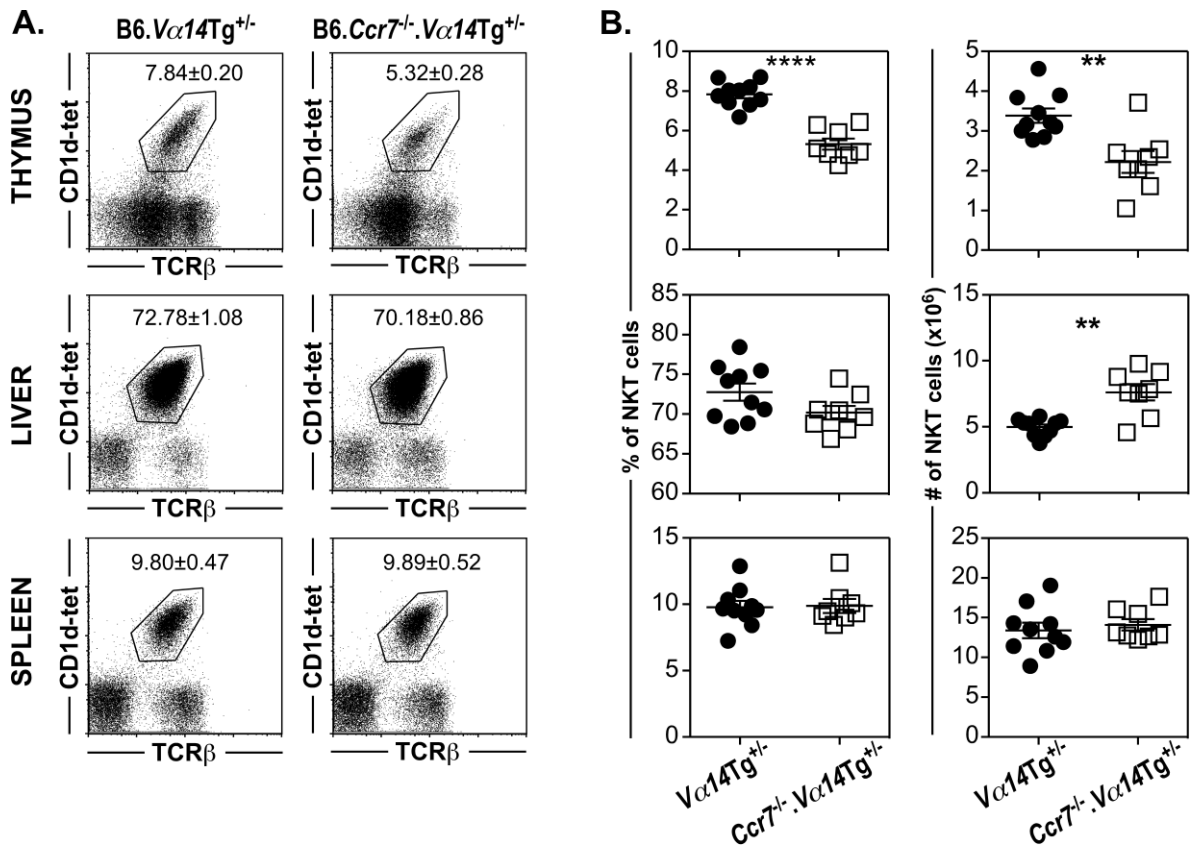 A.
B6.Vα14Tg+/-
B6.Ccr7-/-.Vα14Tg+/-
THYMUS
CD1d-tet
7.84±0.20
TCRβ
CD1d-tet
5.32±0.28
TCRβ
LIVER
CD1d-tet
72.78±1.08
TCRβ
CD1d-tet
70.18±0.86
TCRβ
SPLEEN
CD1d-tet
9.80±0.47
TCRβ
CD1d-tet
9.89±0.52
TCRβ
B.
% of NKT cells
10
8
6
4
2
0
****
85
80
75
70
65
60
15
10
5
0
Vα14Tg+/-
Ccr7-/-.Vα14Tg+/-
# of NKT cells (x10⁶)
5
4
3
2
1
0
**
15
10
5
0
**
25
20
15
10
5
0
Vα14Tg+/-
Ccr7-/-.Vα14Tg+/-